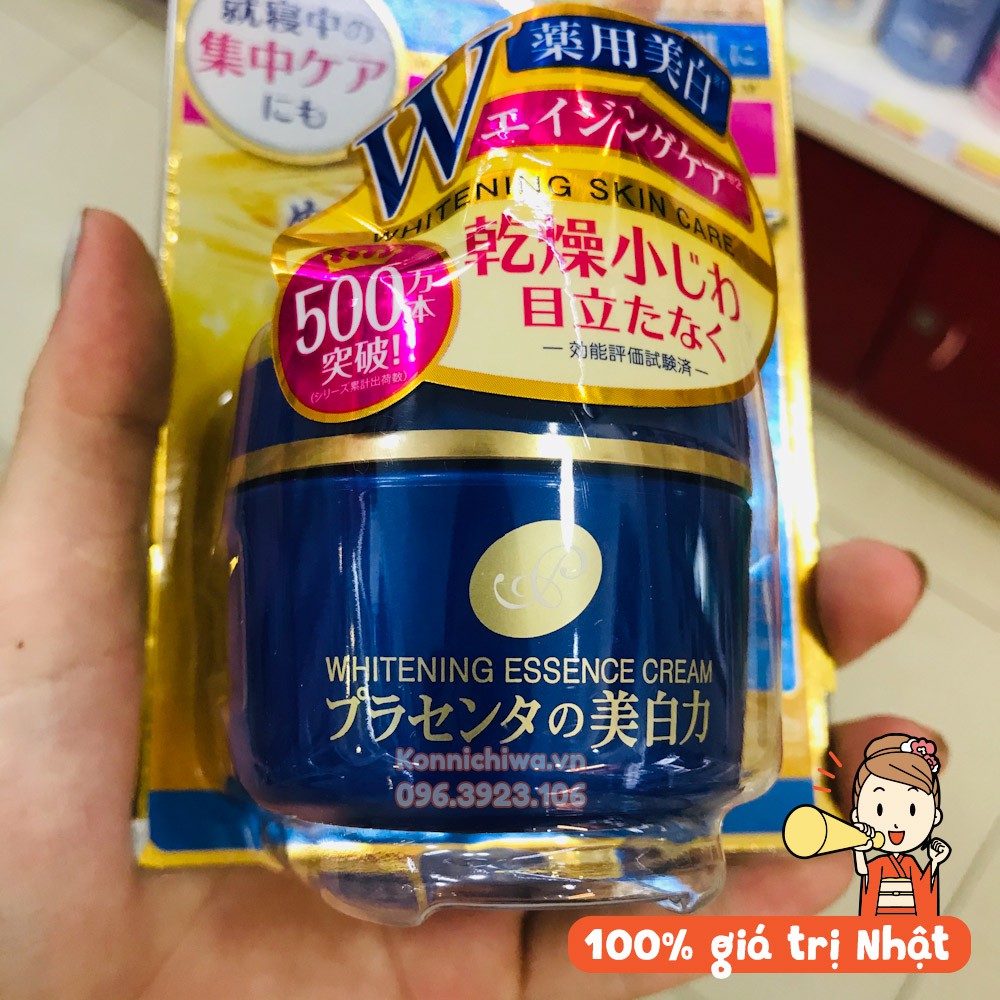 就寝中の
集中ケア
にも
W
薬用美白
エイジングケア
WHITENING SKIN CARE
乾燥小じわ
目立たなく
ー効能評価試験済ー
500万本
突破!!
(シリーズ累計出荷数)
WHITENING ESSENCE CREAM
プラセンタの美白力
Konnichiwa.vn
096.3923.106
100% giá trị Nhật